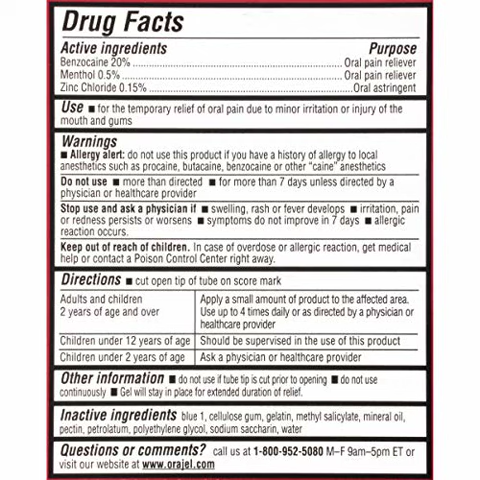 Drug Facts
Active ingredients Purpose
Benzocaine 20%........................................................Oral pain reliever
Menthol 0.5%...........................................................Oral pain reliever
Zinc Chloride 0.15%.....................................................Oral astringent
Use ■ for the temporary relief of oral pain due to minor irritation or injury of the
mouth and gums
Warnings
■ Allergy alert: do not use this product if you have a history of allergy to local
anesthetics such as procaine, butacaine, benzocaine or other "caine" anesthetics
Do not use ■ more than directed ■ for more than 7 days unless directed by a
physician or healthcare provider
Stop use and ask a physician if ■ swelling, rash or fever develops ■ irritation, pain
or redness persists or worsens ■ symptoms do not improve in 7 days ■ allergic
reaction occurs.
Keep out of reach of children. In case of overdose or allergic reaction, get medical
help or contact a Poison Control Center right away.
Directions ■ cut open tip of tube on score mark
Adults and children Apply a small amount of product to the affected area.
2 years of age and over Use up to 4 times daily or as directed by a physician or
healthcare provider
Children under 12 years of age Should be supervised in the use of this product
Children under 2 years of age Ask a physician or healthcare provider
Other information ■ do not use if tube tip is cut prior to opening ■ do not use
continuously ■ Gel will stay in place for extended duration of relief.
Inactive ingredients blue 1, cellulose gum, gelatin, methyl salicylate, mineral oil,
pectin, petrolatum, polyethylene glycol, sodium saccharin, water
Questions or comments? call us at 1-800-952-5080 M–F 9am–5pm ET or
visit our website at www.orajel.com